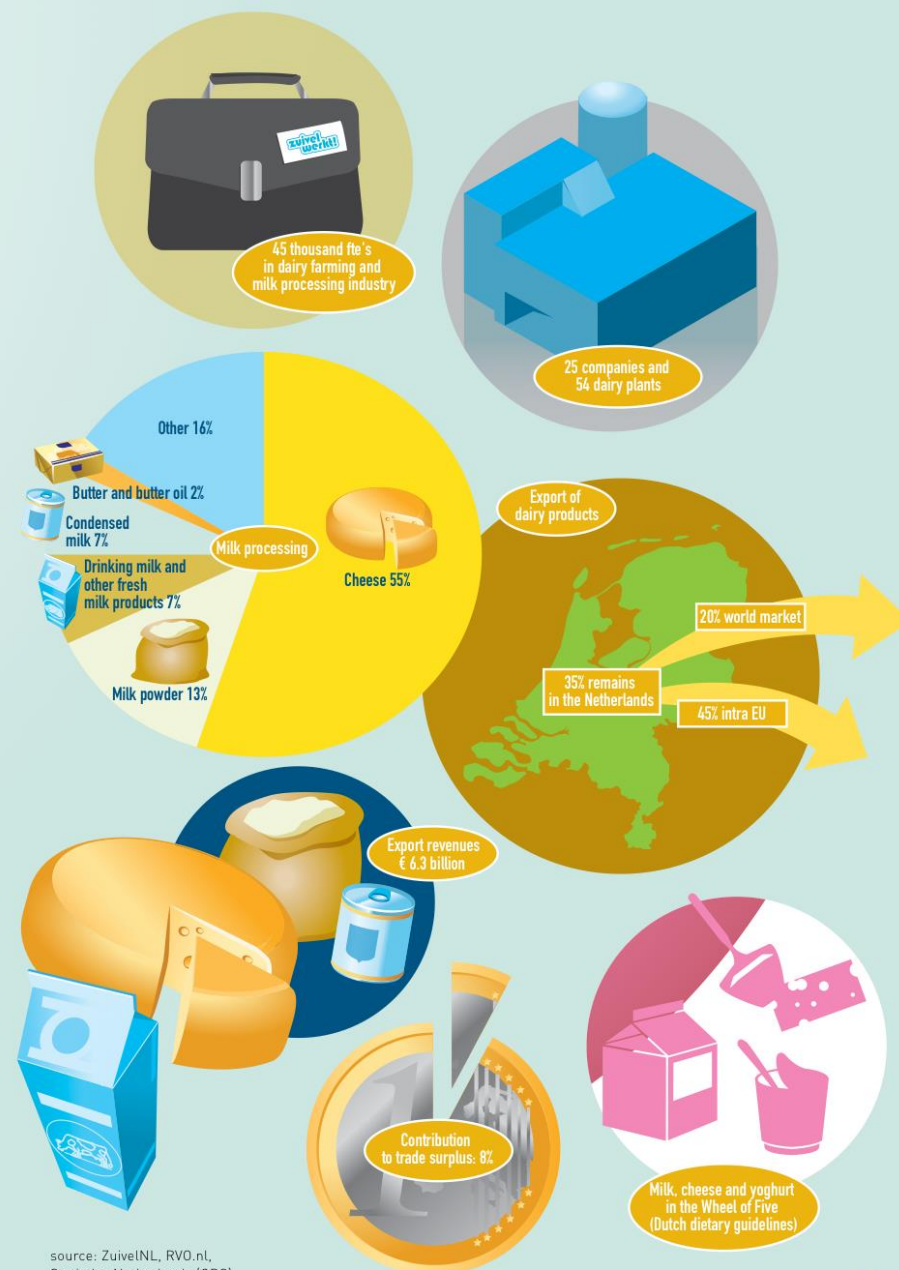 zuivel
werkt!
45 thousand fte's
in dairy farming and
milk processing industry
25 companies and
54 dairy plants
Other 16%
Butter and butter oil 2%
Condensed
milk 7%
Drinking milk and
other fresh
milk products 7%
Milk powder 13%
Milk processing
Cheese 55%
Export of
dairy products
20% world market
35% remains
in the Netherlands
45% intra EU
Export revenues
€ 6.3 billion
1
Contribution
to trade surplus: 8%
Milk, cheese and yoghurt
in the Wheel of Five
(Dutch dietary guidelines)
source: ZuivelNL, RVO.nl,